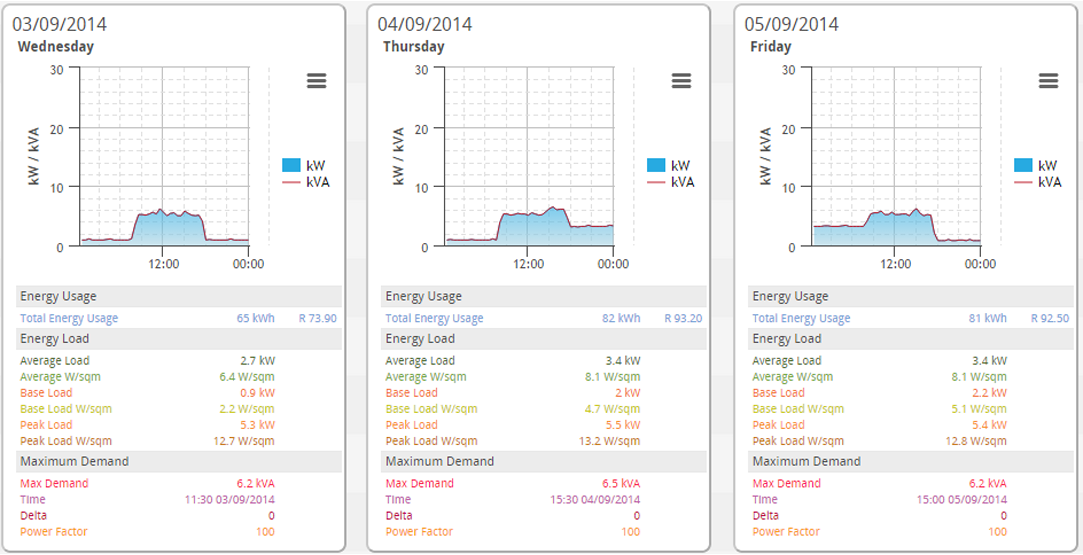 03/09/2014
Wednesday
30
20
10
0
kW / kVA
12:00 00:00
kW
kVA
Energy Usage
Total Energy Usage 65 kWh R 73.90
Energy Load
Average Load 2.7 kW
Average W/sqm 6.4 W/sqm
Base Load 0.9 kW
Base Load W/sqm 2.2 W/sqm
Peak Load 5.3 kW
Peak Load W/sqm 12.7 W/sqm
Maximum Demand
Max Demand 6.2 kVA
Time 11:30 03/09/2014
Delta 0
Power Factor 100
04/09/2014
Thursday
30
20
10
0
kW / kVA
12:00 00:00
kW
kVA
Energy Usage
Total Energy Usage 82 kWh R 93.20
Energy Load
Average Load 3.4 kW
Average W/sqm 8.1 W/sqm
Base Load 2 kW
Base Load W/sqm 4.7 W/sqm
Peak Load 5.5 kW
Peak Load W/sqm 13.2 W/sqm
Maximum Demand
Max Demand 6.5 kVA
Time 15:30 04/09/2014
Delta 0
Power Factor 100
05/09/2014
Friday
30
20
10
0
kW / kVA
12:00 00:00
kW
kVA
Energy Usage
Total Energy Usage 81 kWh R 92.50
Energy Load
Average Load 3.4 kW
Average W/sqm 8.1 W/sqm
Base Load 2.2 kW
Base Load W/sqm 5.1 W/sqm
Peak Load 5.4 kW
Peak Load W/sqm 12.8 W/sqm
Maximum Demand
Max Demand 6.2 kVA
Time 15:00 05/09/2014
Delta 0
Power Factor 100